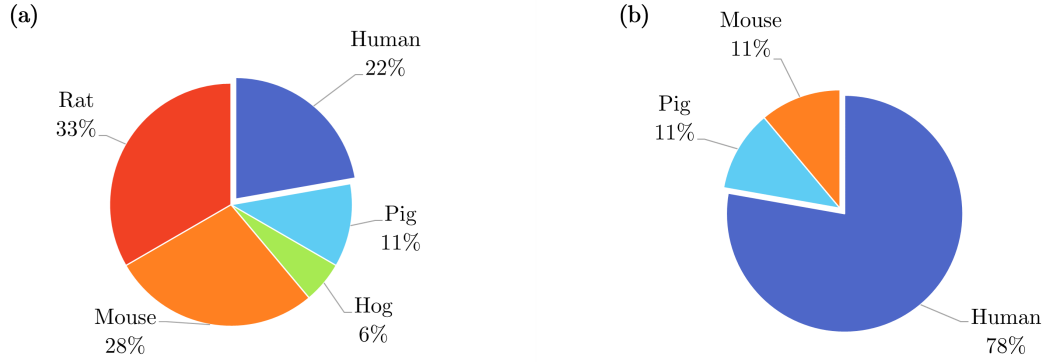 (a)
Human
22%
Rat
33%
Pig
11%
Hog
6%
Mouse
28%
(b)
Mouse
11%
Pig
11%
Human
78%